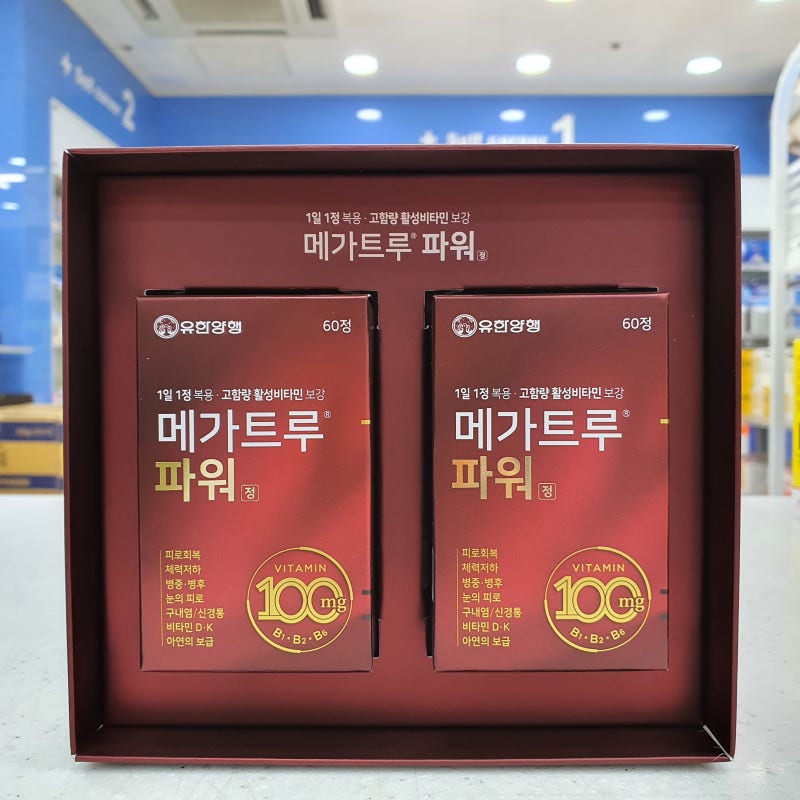 2
1
1일 1정 복용 · 고함량 활성비타민 보강
메가트루® 파워 정
유한양행 60정
1일 1정 복용 · 고함량 활성비타민 보강
메가트루®
파워 정
피로회복
체력저하
병중·병후
눈의 피로
구내염/신경통
비타민 D·K
아연의 보급
VITAMIN
100mg
B₁ • B₂ • B₆
유한양행 60정
1일 1정 복용 · 고함량 활성비타민 보강
메가트루®
파워 정
피로회복
체력저하
병중·병후
눈의 피로
구내염/신경통
비타민 D·K
아연의 보급
VITAMIN
100mg
B₁ • B₂ • B₆